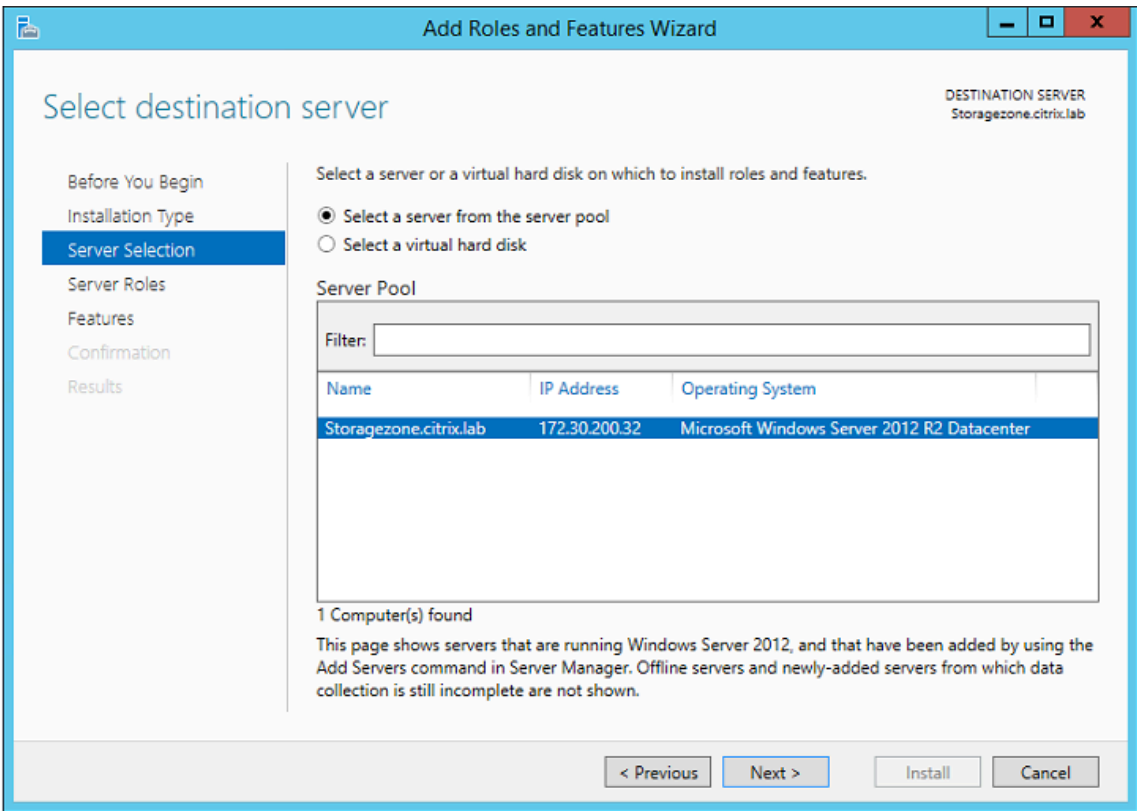 Add Roles and Features Wizard
Select destination server
DESTINATION SERVER
Storagezone.citrix.lab
Before You Begin
Installation Type
Server Selection
Server Roles
Features
Confirmation
Results
Select a server or a virtual hard disk on which to install roles and features.
Select a server from the server pool
Select a virtual hard disk
Server Pool
Filter:
Name IP Address Operating System
Storagezone.citrix.lab 172.30.200.32 Microsoft Windows Server 2012 R2 Datacenter
1 Computer(s) found
This page shows servers that are running Windows Server 2012, and that have been added by using the
Add Servers command in Server Manager. Offline servers and newly-added servers from which data
collection is still incomplete are not shown.
< Previous Next > Install Cancel